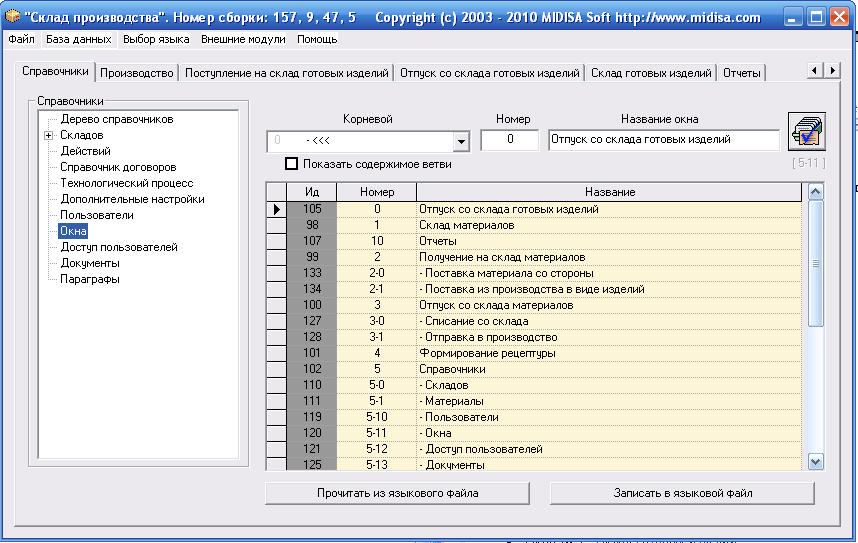 "Склад производства". Номер сборки: 157, 9, 47, 5 Copyright (c) 2003 - 2010 MIDISA Soft http://www.midisa.com
Файл База данных Выбор языка Внешние модули Помощь
Справочники Производство Поступление на склад готовых изделий Отпуск со склада готовых изделий Склад готовых изделий Отчеты
Справочники
Дерево справочников
Складов
Действий
Справочник договоров
Технологический процесс
Дополнительные настройки
Пользователи
Окна
Доступ пользователей
Документы
Параграфы
Корневой Номер Название окна
0 - <<< 0 Отпуск со склада готовых изделий
Показать содержимое ветви [ 5-11 ]
Ид Номер Название
105 0 Отпуск со склада готовых изделий
98 1 Склад материалов
107 10 Отчеты
99 2 Получение на склад материалов
133 2-0 - Поставка материала со стороны
134 2-1 - Поставка из производства в виде изделий
100 3 Отпуск со склада материалов
127 3-0 - Списание со склада
128 3-1 - Отправка в производство
101 4 Формирование рецептуры
102 5 Справочники
110 5-0 - Складов
111 5-1 - Материалы
119 5-10 - Пользователи
120 5-11 - Окна
121 5-12 - Доступ пользователей
125 5-13 - Документы
Прочитать из языкового файла Записать в языковой файл